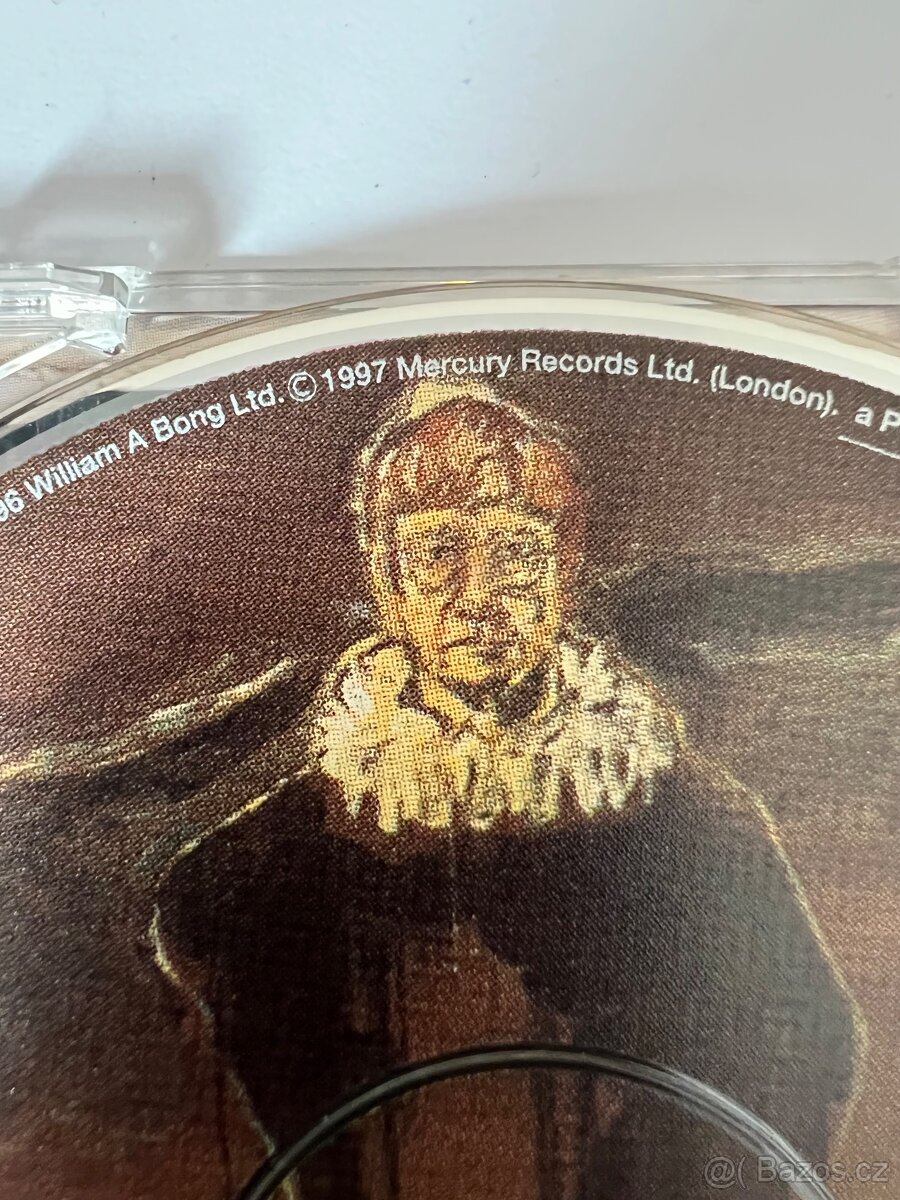 96 William A Bong Ltd. © 1997 Mercury Records Ltd. (London), a P
@( Bazos.cz